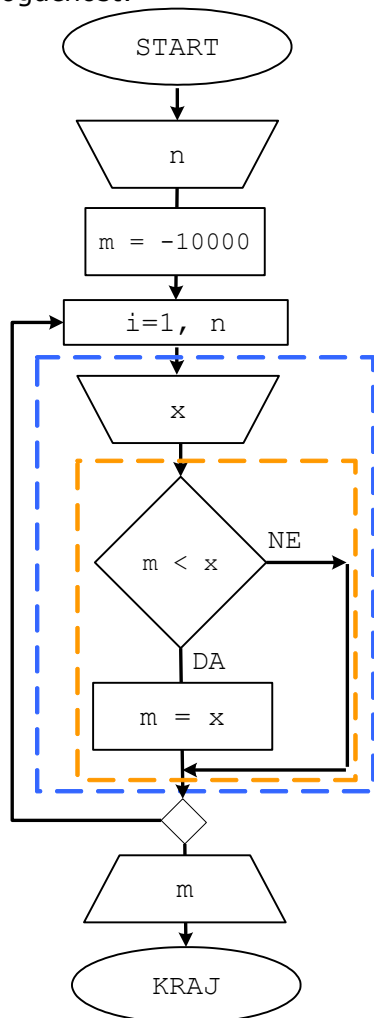 START
n
m = -10000
i=1, n
x
m < x
NE
DA
m = x
m
KRAJ